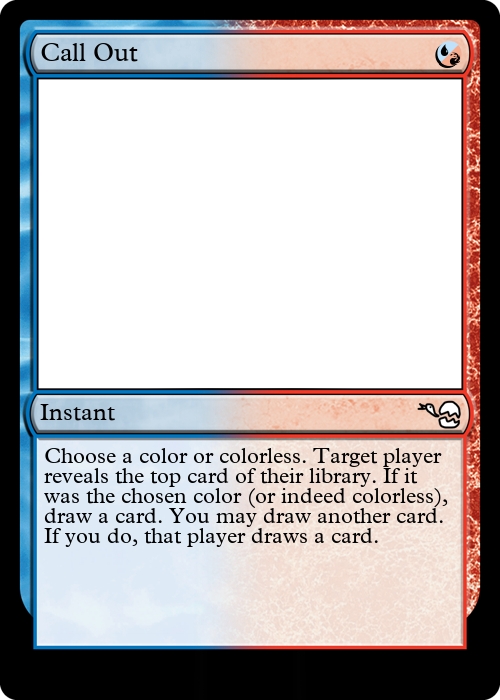 Call Out
Instant
Choose a color or colorless. Target player
reveals the top card of their library. If it
was the chosen color (or indeed colorless),
draw a card. You may draw another card.
If you do, that player draws a card.